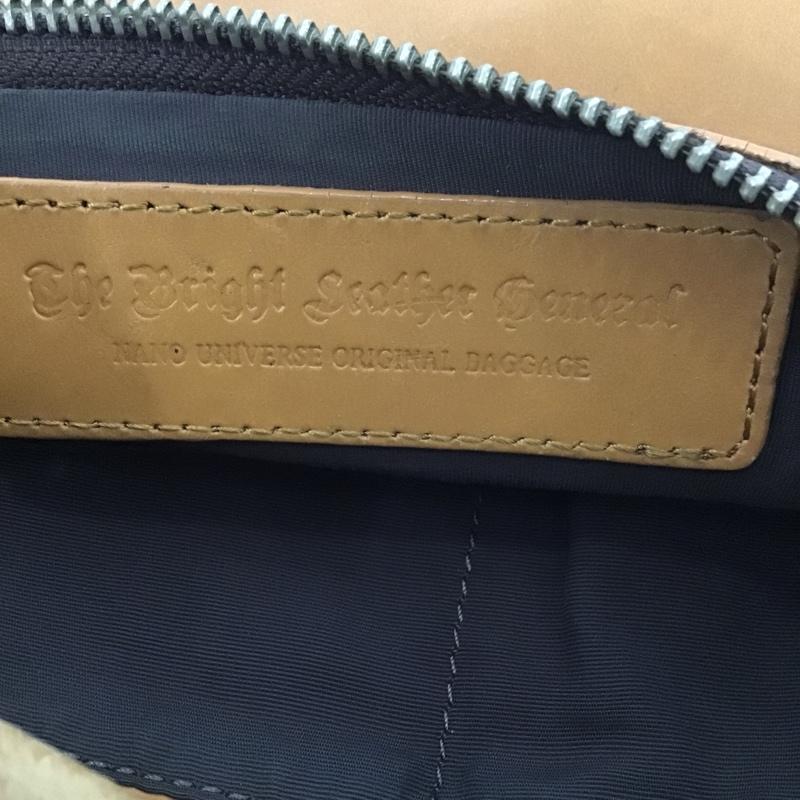 The Bright Leather General
NANO UNIVERSE ORIGINAL BAGGAGE